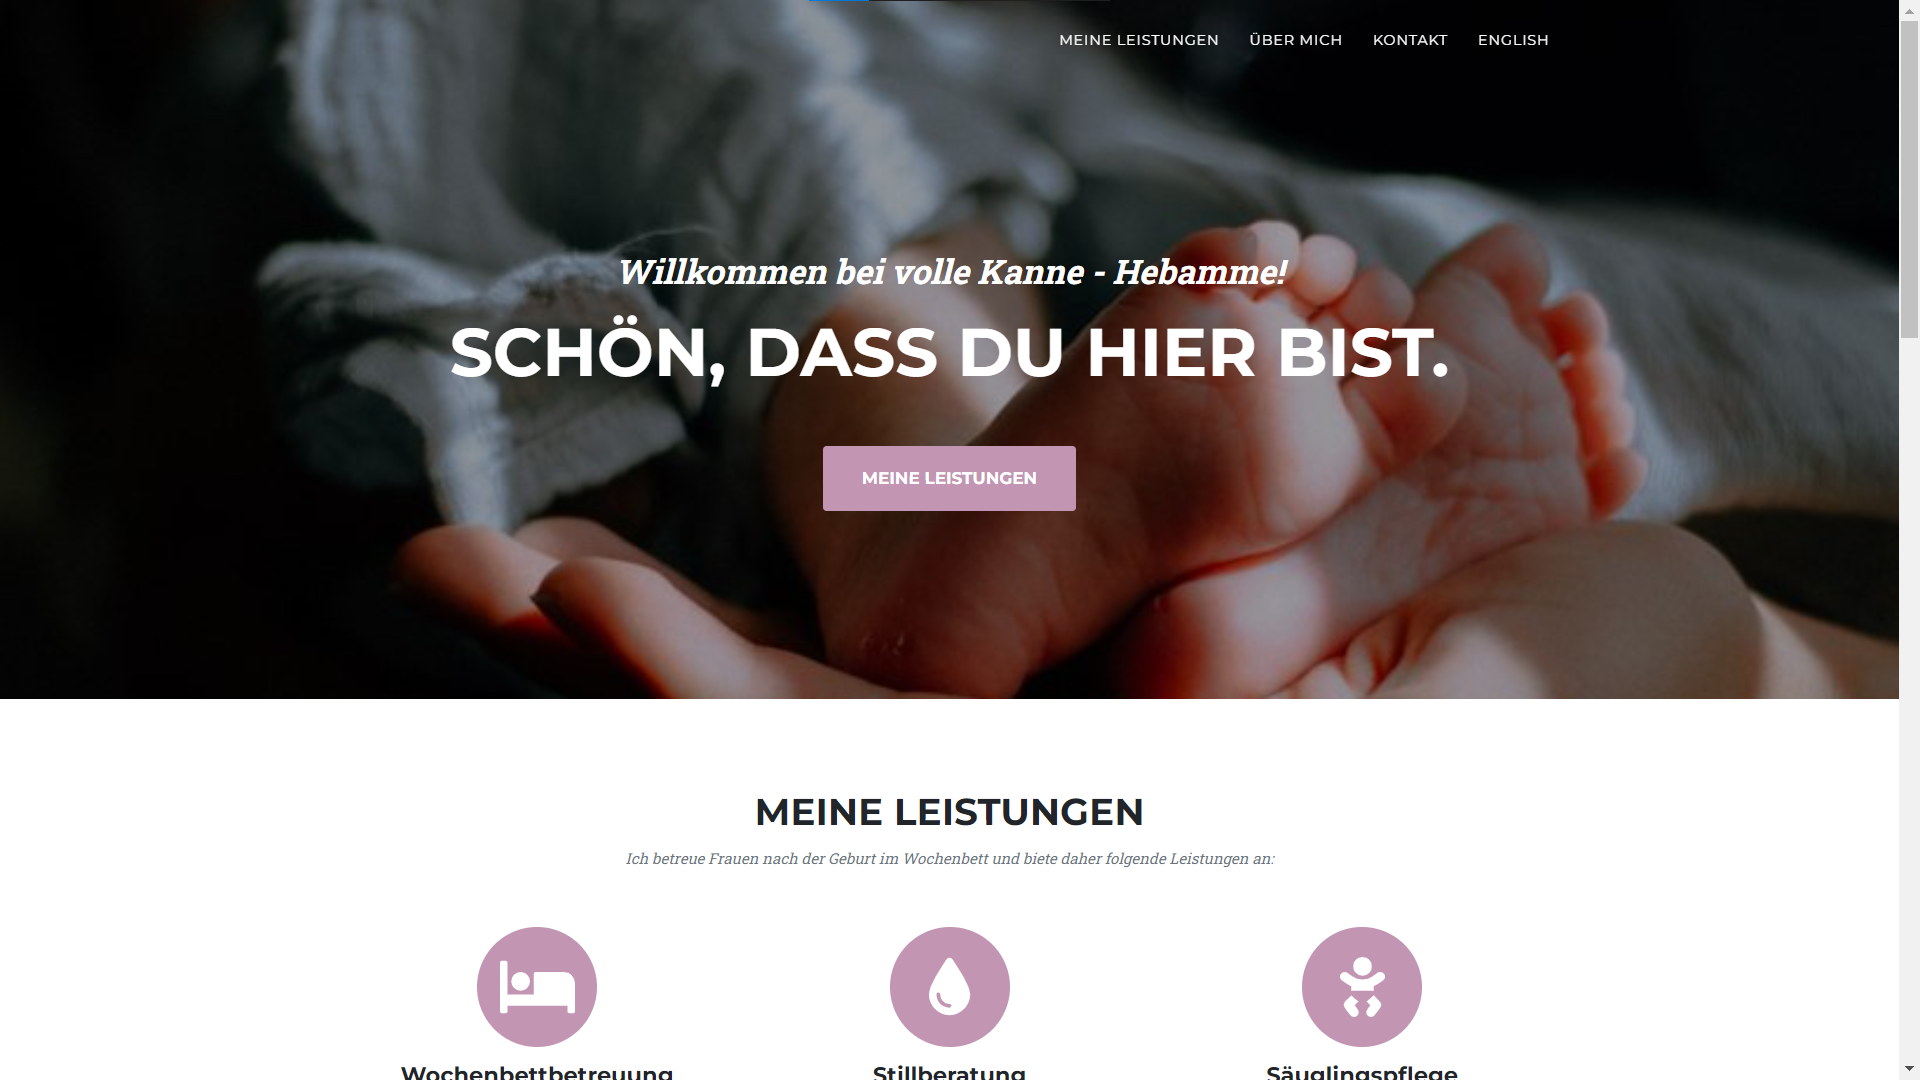 MEINE LEISTUNGEN ÜBER MICH KONTAKT ENGLISH
Willkommen bei volle Kanne - Hebamme!
SCHÖN, DASS DU HIER BIST.
MEINE LEISTUNGEN
MEINE LEISTUNGEN
Ich betreue Frauen nach der Geburt im Wochenbett und biete daher folgende Leistungen an:
Wochenbettbetreuung Stillberatung Säuglingspflege